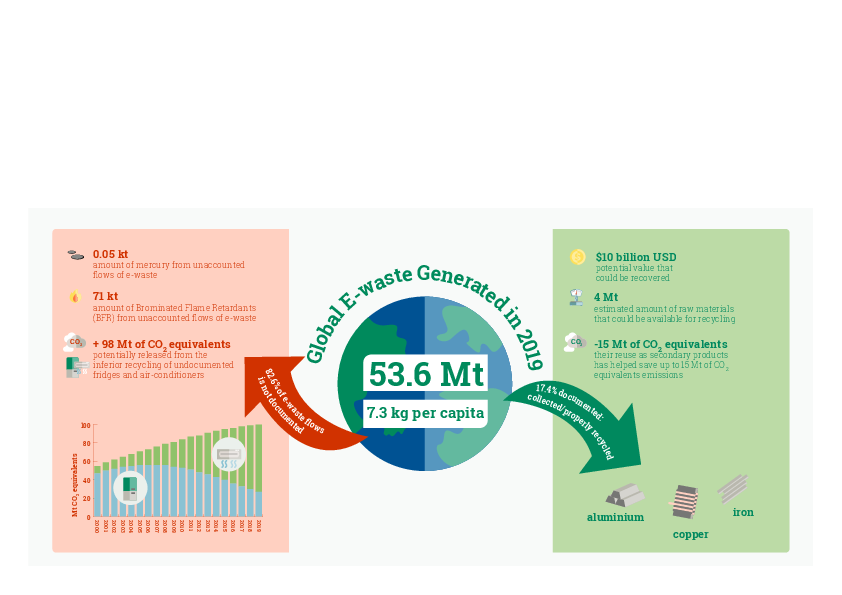 0.05 kt
amount of mercury from unaccounted
flows of e-waste
71 kt
amount of Brominated Flame Retardants
(BFR) from unaccounted flows of e-waste
CO₂
+ 98 Mt of CO₂ equivalents
potentially released from the
inferior recycling of undocumented
fridges and air-conditioners
Mt CO₂ equivalents
100
80
60
40
20
0
2000
2001
2002
2003
2004
2005
2006
2007
2008
2009
2010
2011
2012
2013
2014
2015
2016
2017
2018
2019
82.6% of e-waste flows
is not documented
Global E-waste Generated in 2019
53.6 Mt
7.3 kg per capita
17.4% documented:
collected/properly recycled
$10 billion USD
potential value that
could be recovered
4 Mt
estimated amount of raw materials
that could be available for recycling
CO₂
-15 Mt of CO₂ equivalents
their reuse as secondary products
has helped save up to 15 Mt of CO₂
equivalents emissions
aluminium
copper
iron